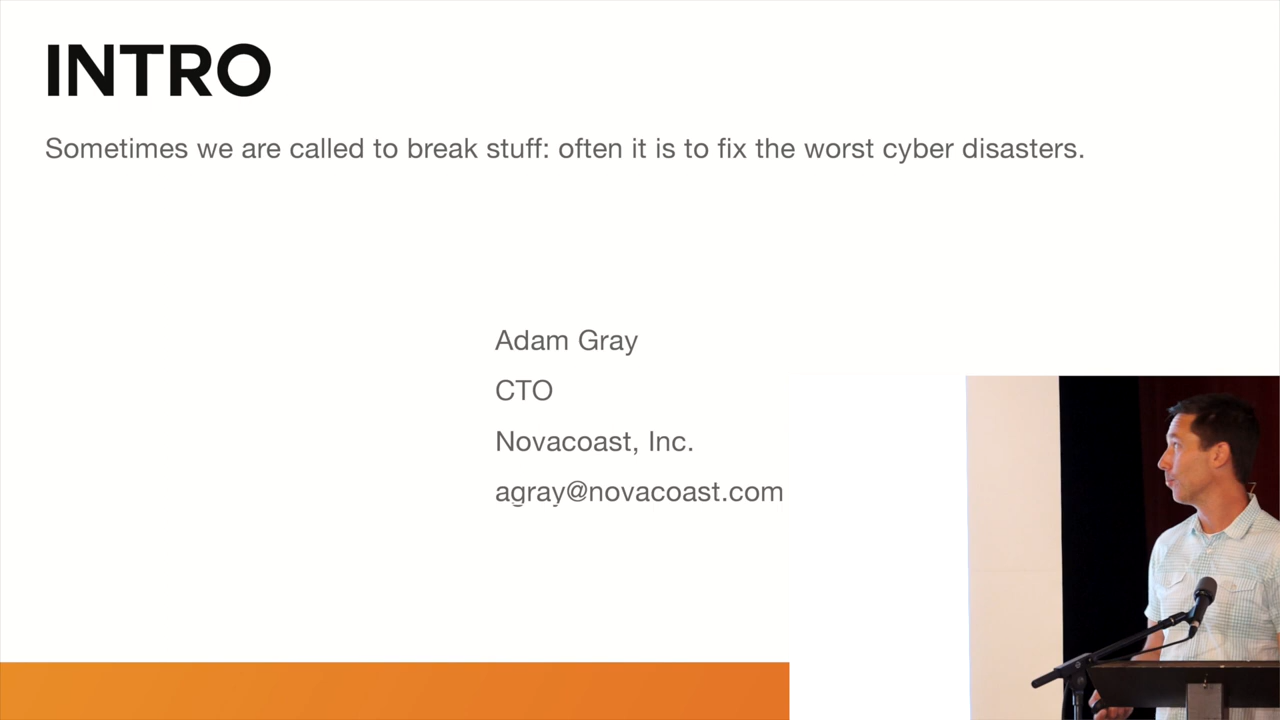 INTRO
Sometimes we are called to break stuff: often it is to fix the worst cyber disasters.
Adam Gray
CTO
Novacoast, Inc.
agray@novacoast.com